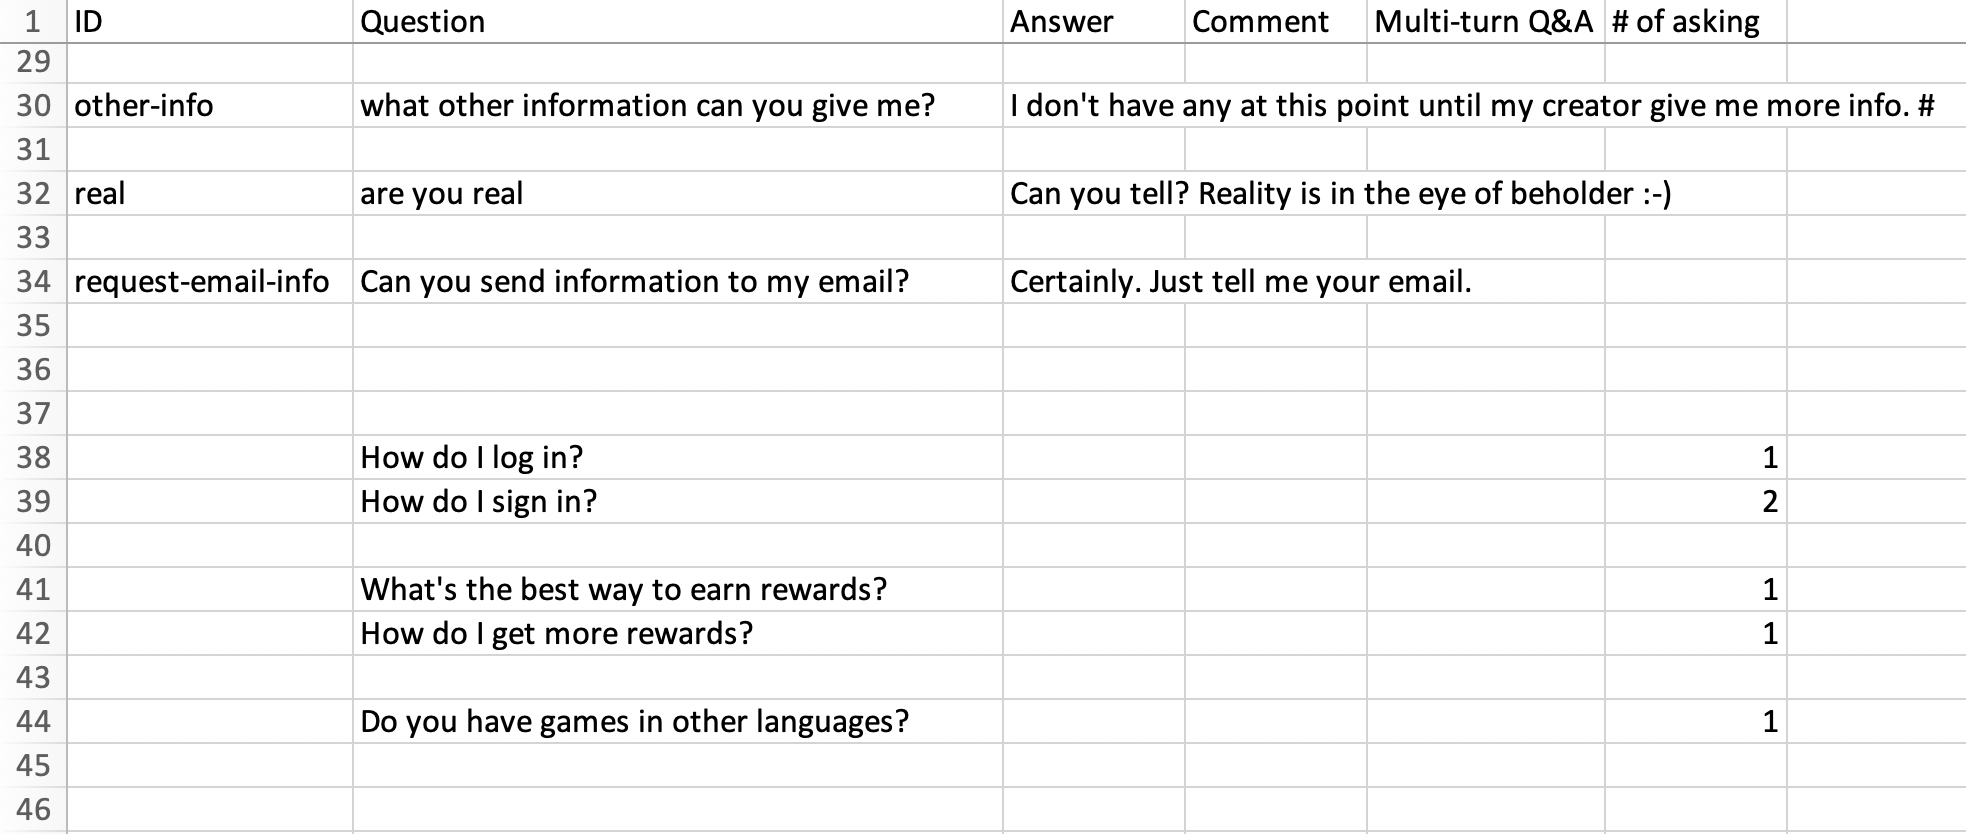 1 ID Question Answer Comment Multi-turn Q&A # of asking
29
30 other-info what other information can you give me? I don't have any at this point until my creator give me more info. #
31
32 real are you real Can you tell? Reality is in the eye of beholder :-)
33
34 request-email-info Can you send information to my email? Certainly. Just tell me your email.
35
36
37
38 How do I log in? 1
39 How do I sign in? 2
40
41 What's the best way to earn rewards? 1
42 How do I get more rewards? 1
43
44 Do you have games in other languages? 1
45
46